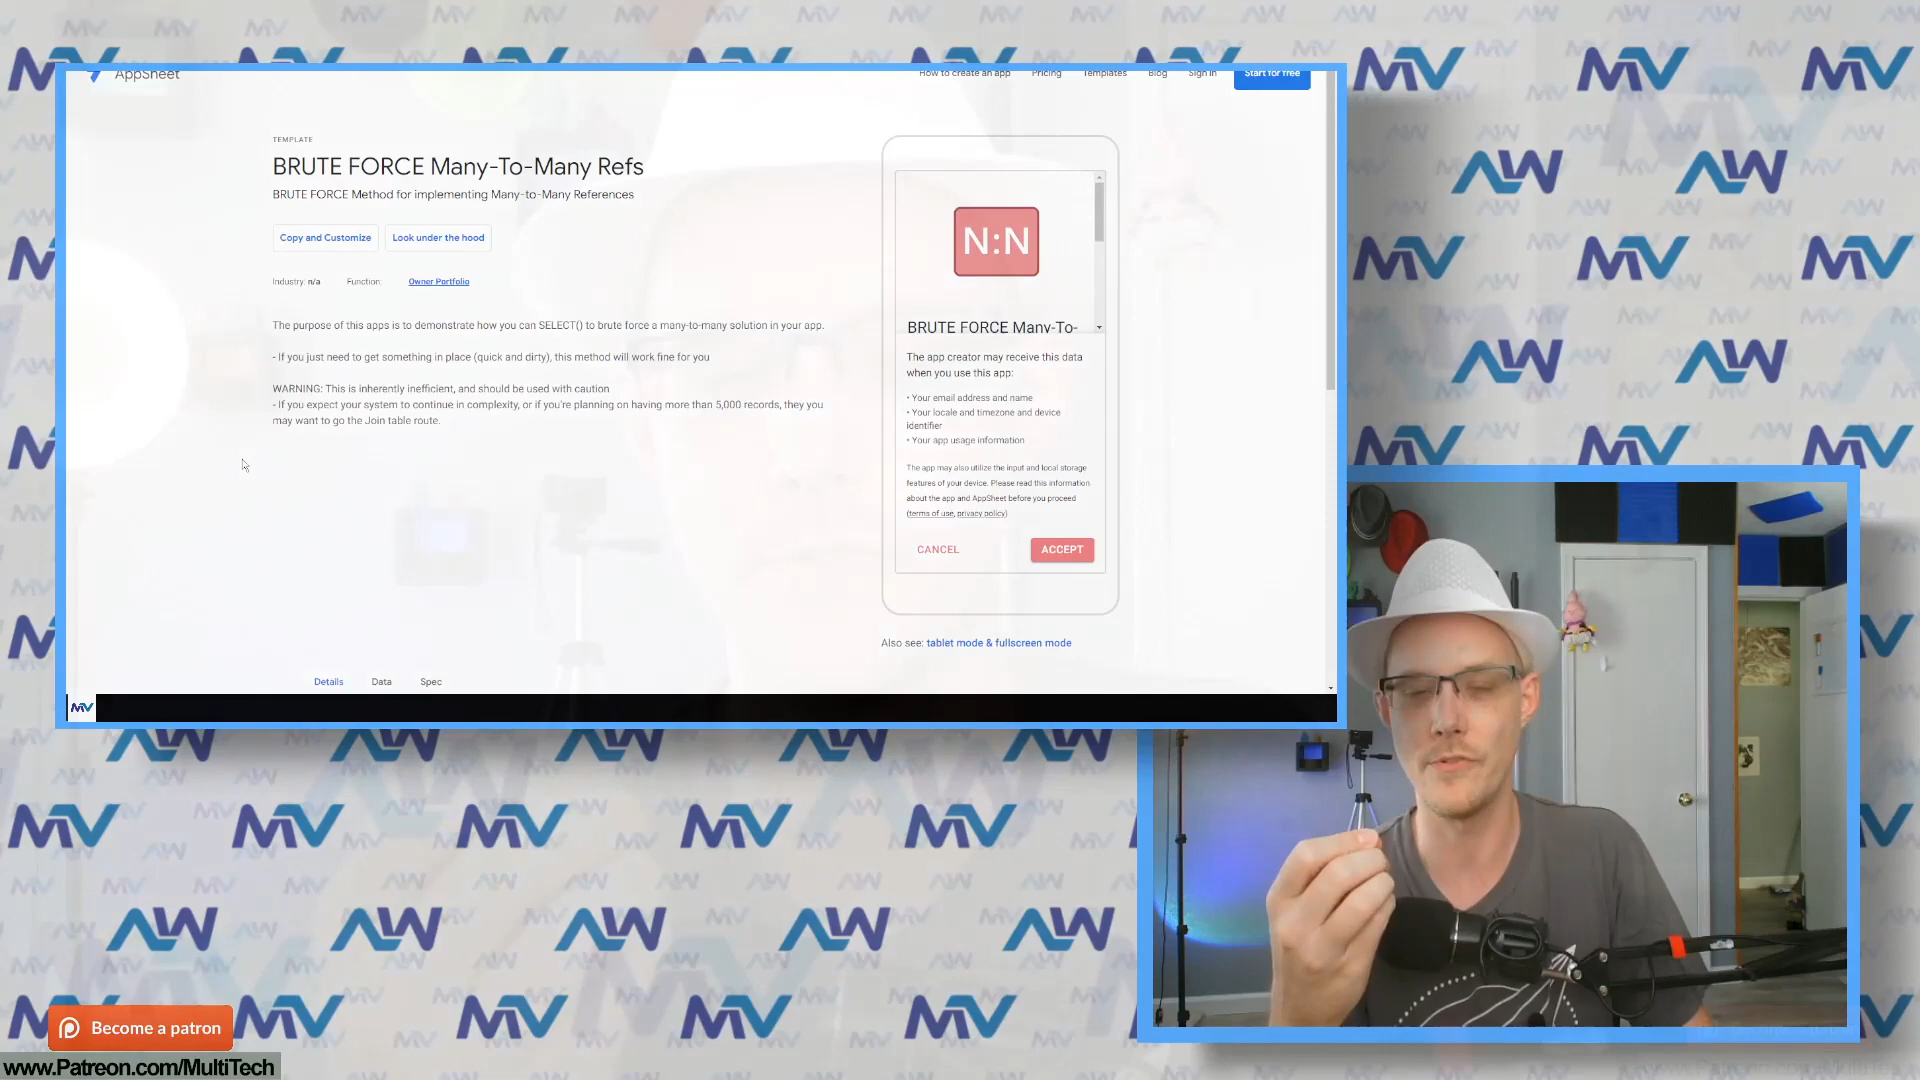 AppSheet
How to create an app Pricing Templates Blog Sign in Start for free
TEMPLATE
BRUTE FORCE Many-To-Many Refs
BRUTE FORCE Method for implementing Many-to-Many References
Copy and Customize Look under the hood
Industry: n/a Function: Owner Portfolio
The purpose of this apps is to demonstrate how you can SELECT() to brute force a many-to-many solution in your app.
- If you just need to get something in place (quick and dirty), this method will work fine for you
WARNING: This is inherently inefficient, and should be used with caution
- If you expect your system to continue in complexity, or if you're planning on having more than 5,000 records, they you
may want to go the Join table route.
Details Data Spec
N:N
BRUTE FORCE Many-To-
The app creator may receive this data
when you use this app:
• Your email address and name
• Your locale and timezone and device
identifier
• Your app usage information
The app may also utilize the input and local storage
features of your device. Please read this information
about the app and AppSheet before you proceed
(terms of use, privacy policy)
CANCEL ACCEPT
Also see: tablet mode & fullscreen mode
MV
Become a patron
www.Patreon.com/MultiTech